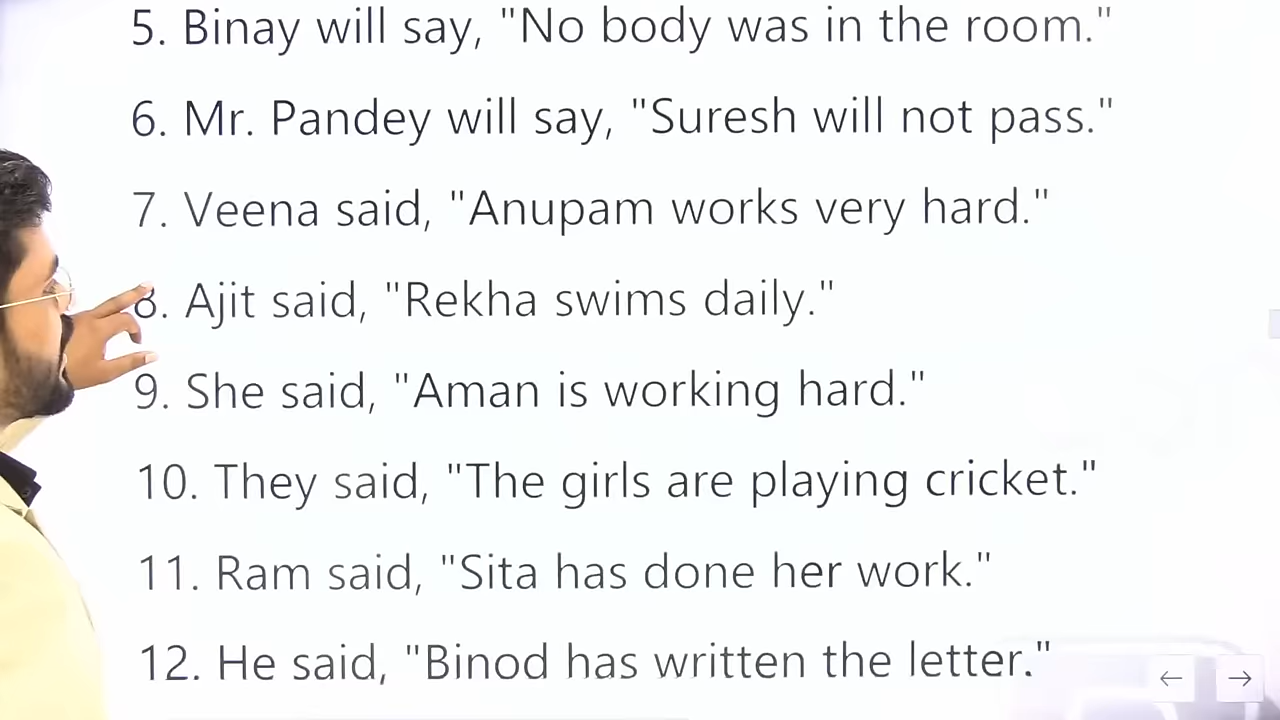 5. Binay will say, "No body was in the room."
6. Mr. Pandey will say, "Suresh will not pass."
7. Veena said, "Anupam works very hard."
8. Ajit said, "Rekha swims daily."
9. She said, "Aman is working hard."
10. They said, "The girls are playing cricket."
11. Ram said, "Sita has done her work."
12. He said, "Binod has written the letter."